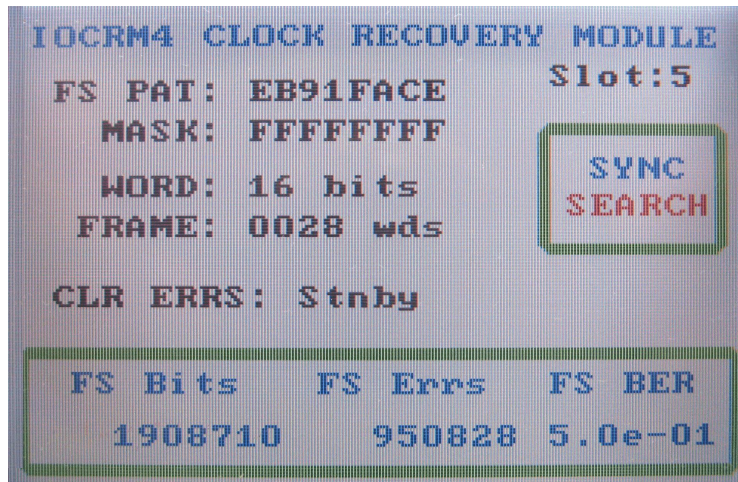 IOCRM4 CLOCK RECOVERY MODULE
Slot:5
FS PAT: EB91FACE
MASK: FFFFFFFF
WORD: 16 bits
FRAME: 0028 wds
SYNC
SEARCH
CLR ERRS: Stnby
FS Bits FS Errs FS BER
1908710 950828 5.0e-01